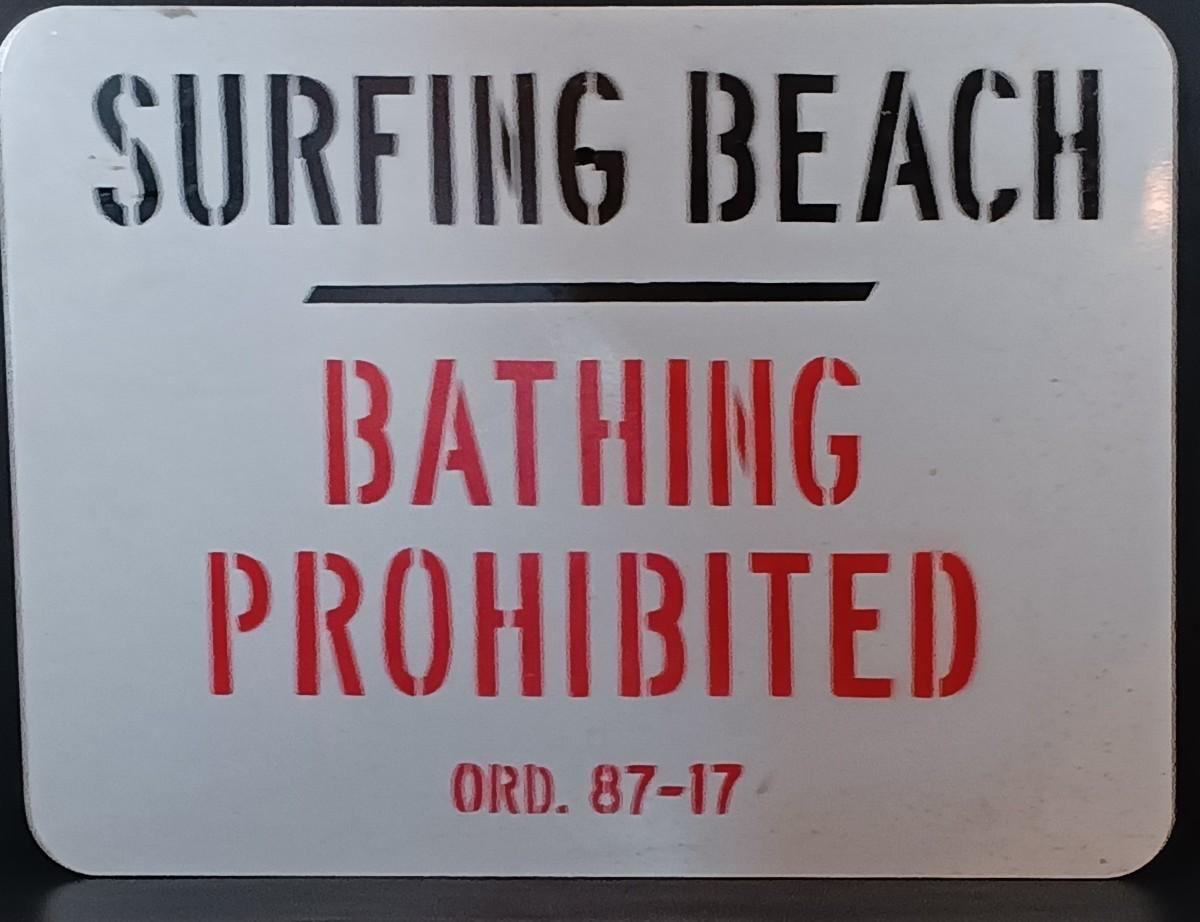 SURFING BEACH
BATHING
PROHIBITED
ORD. 87-17